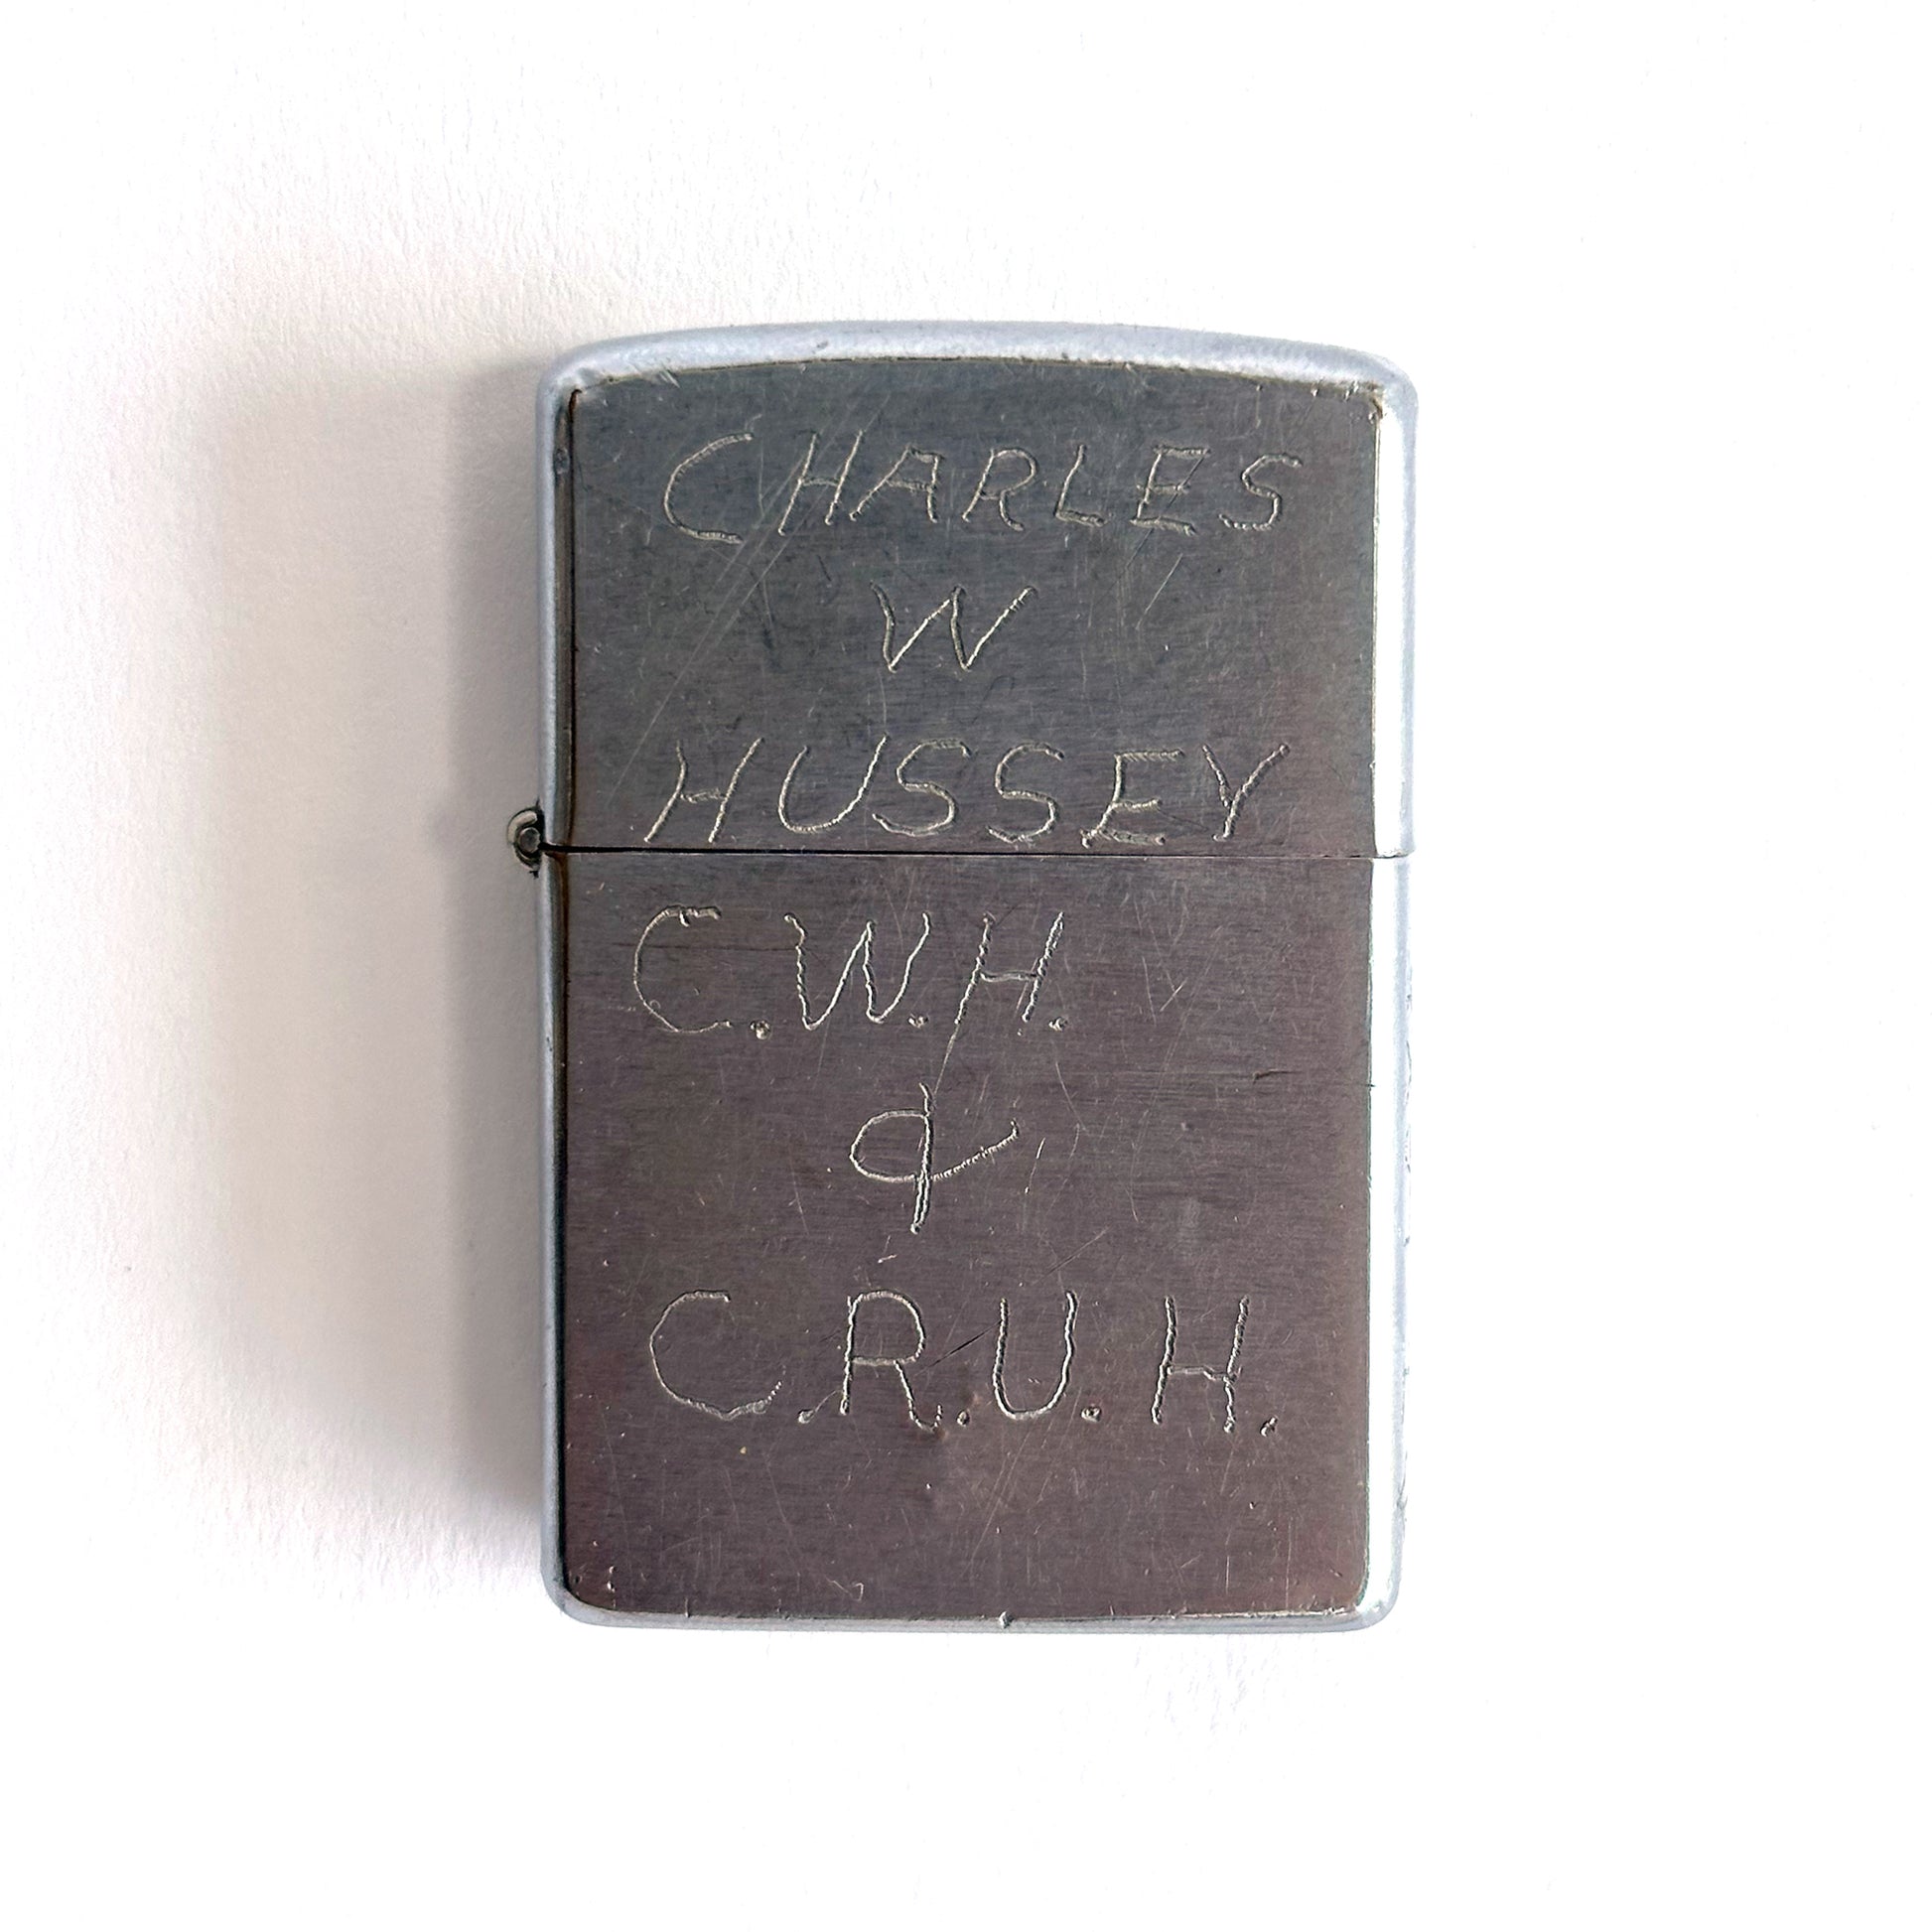 CHARLES
W
HUSSEY
C.W.H.
&
C.R.U.H.